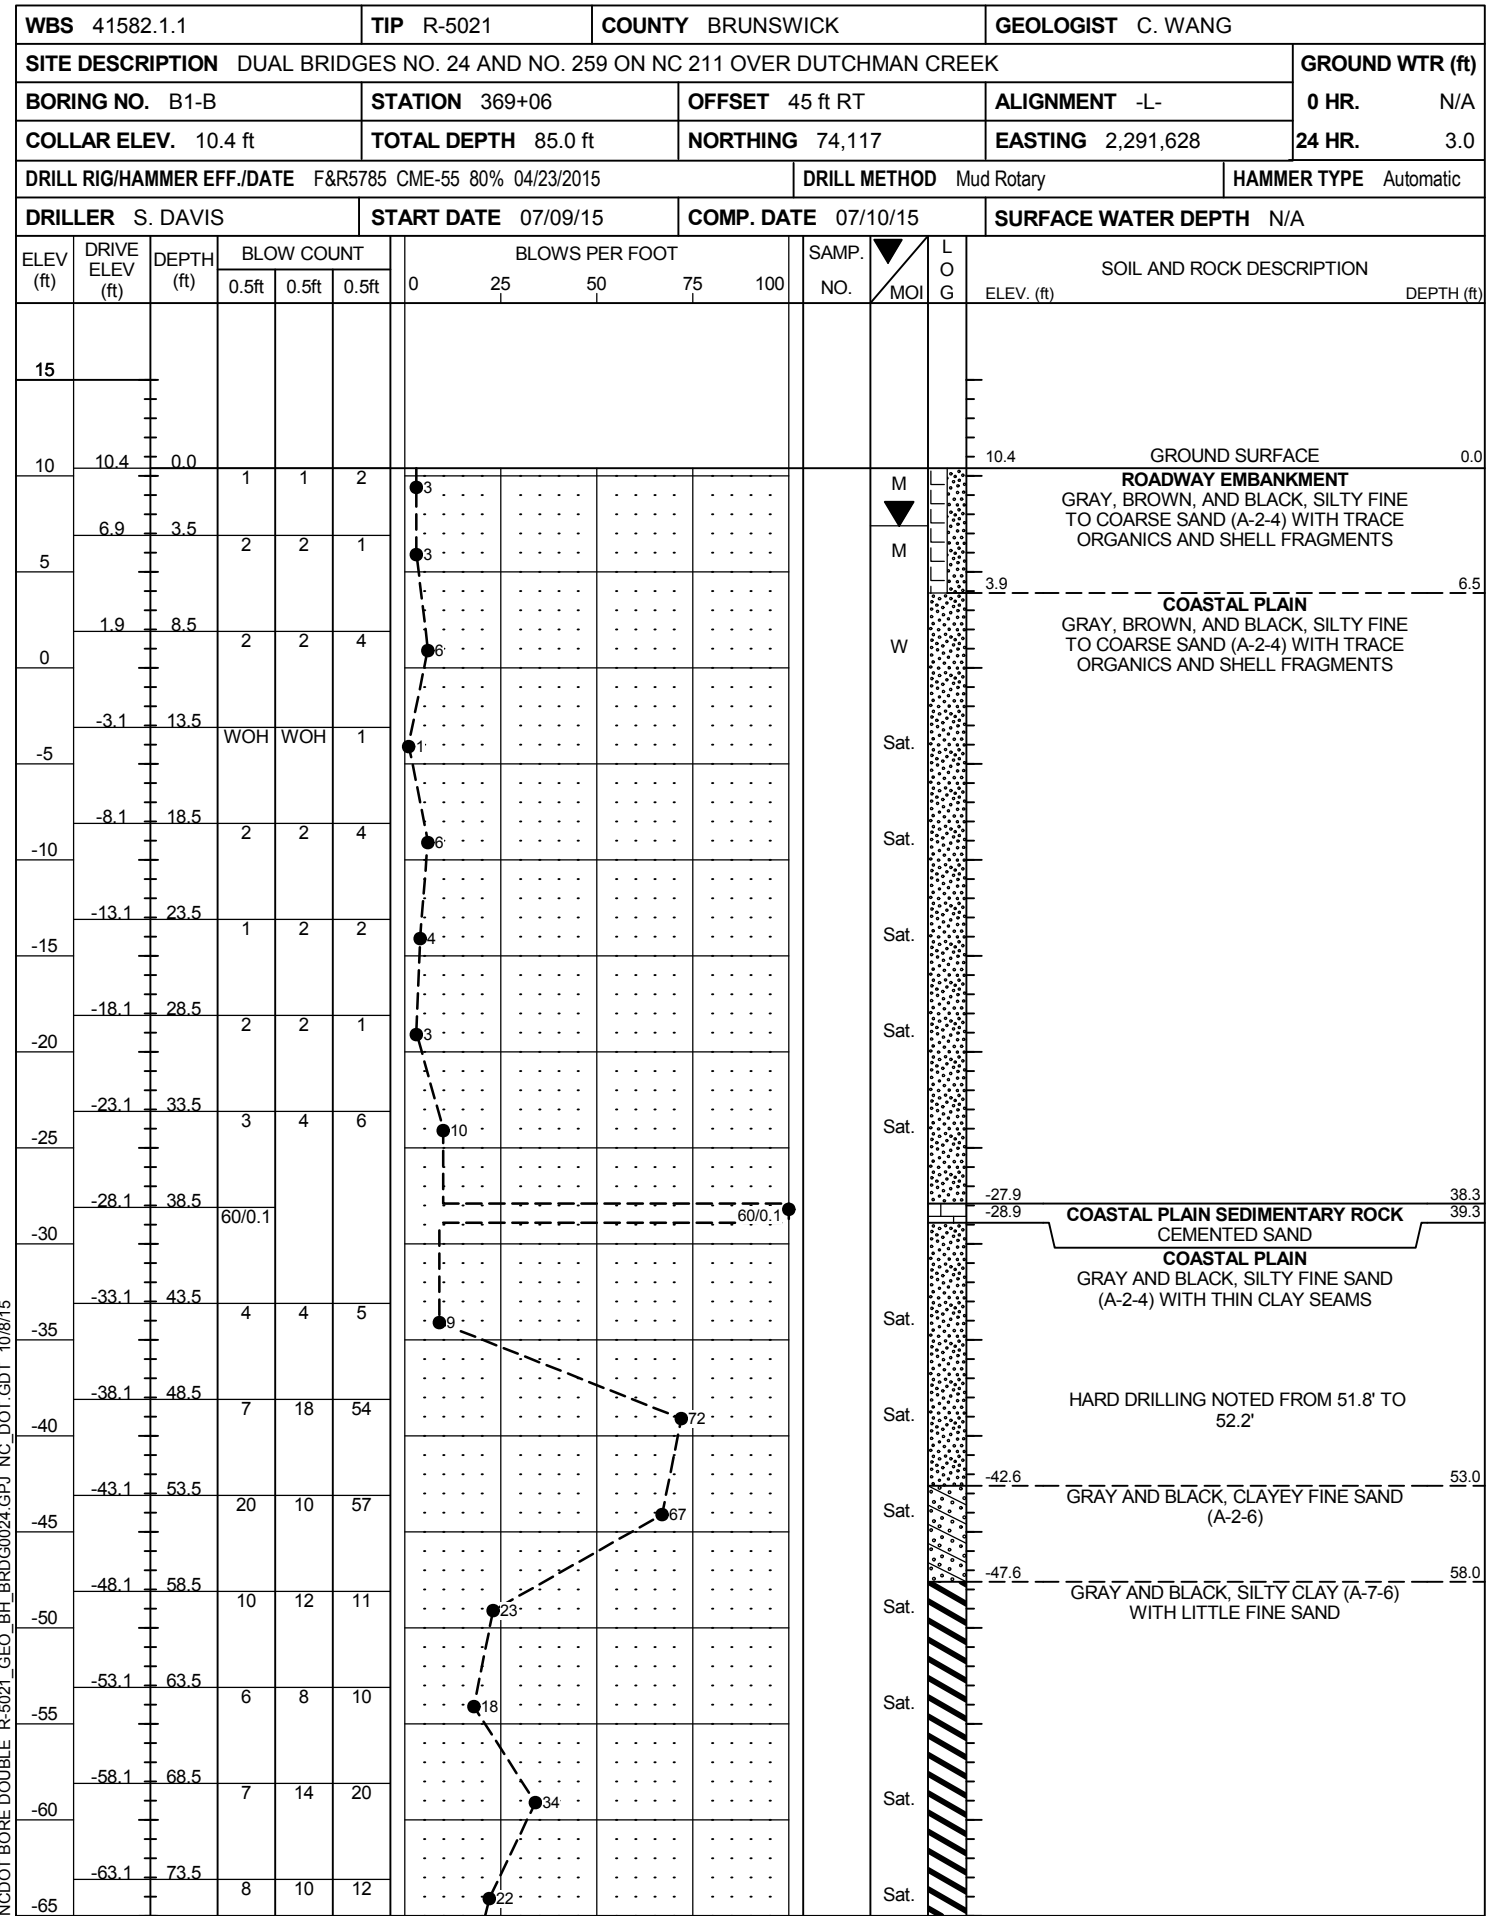 WBS 41582.1.1 TIP R-5021 COUNTY BRUNSWICK GEOLOGIST C. WANG
SITE DESCRIPTION DUAL BRIDGES NO. 24 AND NO. 259 ON NC 211 OVER DUTCHMAN CREEK GROUND WTR (ft)
BORING NO. B1-B STATION 369+06 OFFSET 45 ft RT ALIGNMENT -L- 0 HR. N/A
COLLAR ELEV. 10.4 ft TOTAL DEPTH 85.0 ft NORTHING 74,117 EASTING 2,291,628 24 HR. 3.0
DRILL RIG/HAMMER EFF./DATE F&R5785 CME-55 80% 04/23/2015 DRILL METHOD Mud Rotary HAMMER TYPE Automatic
DRILLER S. DAVIS START DATE 07/09/15 COMP. DATE 07/10/15 SURFACE WATER DEPTH N/A
ELEV (ft) DRIVE ELEV (ft) DEPTH (ft) BLOW COUNT BLOWS PER FOOT SAMP. NO. MOI LOG SOIL AND ROCK DESCRIPTION
0.5ft 0.5ft 0.5ft 0 25 50 75 100 ELEV. (ft) DEPTH (ft)
15
10.4 0.0 10.4 GROUND SURFACE 0.0
10 1 1 2 3 M ROADWAY EMBANKMENT
GRAY, BROWN, AND BLACK, SILTY FINE
TO COARSE SAND (A-2-4) WITH TRACE
ORGANICS AND SHELL FRAGMENTS
6.9 3.5
2 2 1 3 M
5
3.9 6.5
COASTAL PLAIN
GRAY, BROWN, AND BLACK, SILTY FINE
TO COARSE SAND (A-2-4) WITH TRACE
ORGANICS AND SHELL FRAGMENTS
1.9 8.5
2 2 4 6 W
0
-3.1 13.5
WOH WOH 1 1 Sat.
-5
-8.1 18.5
2 2 4 6 Sat.
-10
-13.1 23.5
1 2 2 4 Sat.
-15
-18.1 28.5
2 2 1 3 Sat.
-20
-23.1 33.5
3 4 6 10 Sat.
-25
-27.9 38.3
-28.1 38.5
60/0.1 60/0.1 -28.9 COASTAL PLAIN SEDIMENTARY ROCK 39.3
-30 CEMENTED SAND
COASTAL PLAIN
GRAY AND BLACK, SILTY FINE SAND
(A-2-4) WITH THIN CLAY SEAMS
-33.1 43.5
4 4 5 9 Sat.
-35
-38.1 48.5
7 18 54 72 Sat. HARD DRILLING NOTED FROM 51.8' TO
52.2'
-40
-42.6 53.0
-43.1 53.5 GRAY AND BLACK, CLAYEY FINE SAND
(A-2-6)
20 10 57 67 Sat.
-45
-47.6 58.0
-48.1 58.5 GRAY AND BLACK, SILTY CLAY (A-7-6)
WITH LITTLE FINE SAND
10 12 11 23 Sat.
-50
-53.1 63.5
6 8 10 18 Sat.
-55
-58.1 68.5
7 14 20 34 Sat.
-60
-63.1 73.5
8 10 12 22 Sat.
-65
NCDOT BORE DOUBLE R-5021_GEO_BH_BRDG0024.GPJ NC_DOT.GDT 10/8/15